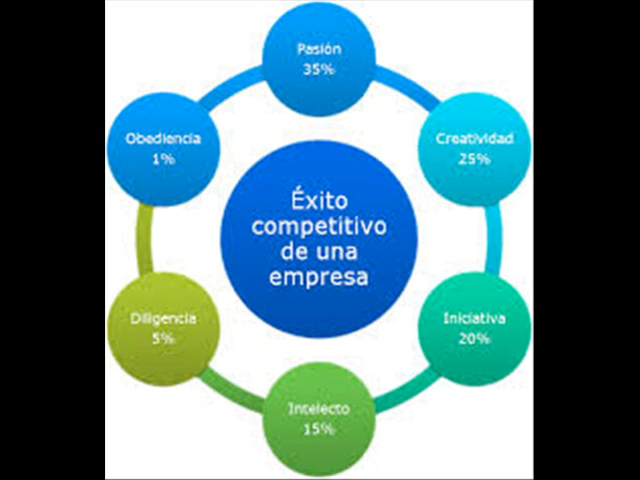 Pasión
35%
Creatividad
25%
Iniciativa
20%
Intelecto
15%
Diligencia
5%
Obediencia
1%
Éxito
competitivo
de una
empresa